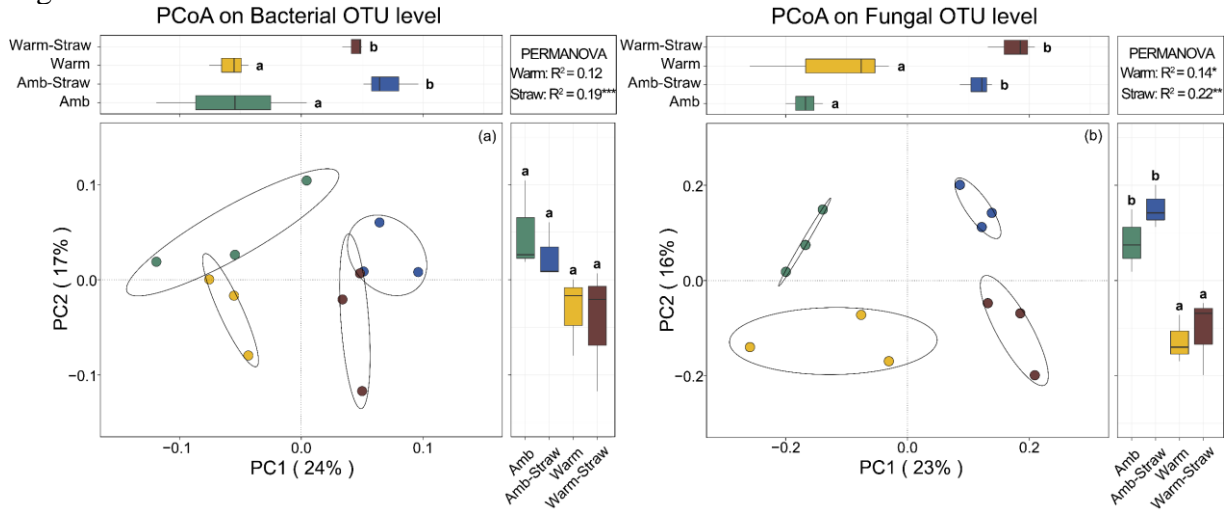 PCoA on Bacterial OTU level
Warm-Straw
Warm
Amb-Straw
Amb
b
a
b
a
PERMANOVA
Warm: R² = 0.12
Straw: R² = 0.19***
(a)
0.1
0.0
−0.1
PC2 ( 17% )
−0.1
0.0
0.1
PC1 ( 24% )
a
a
a
a
Amb
Amb-Straw
Warm
Warm-Straw
PCoA on Fungal OTU level
Warm-Straw
Warm
Amb-Straw
Amb
b
a
b
a
PERMANOVA
Warm: R² = 0.14*
Straw: R² = 0.22**
(b)
0.2
0.0
−0.2
PC2 ( 16% )
−0.2
0.0
0.2
PC1 ( 23% )
b
b
a
a
Amb
Amb-Straw
Warm
Warm-Straw